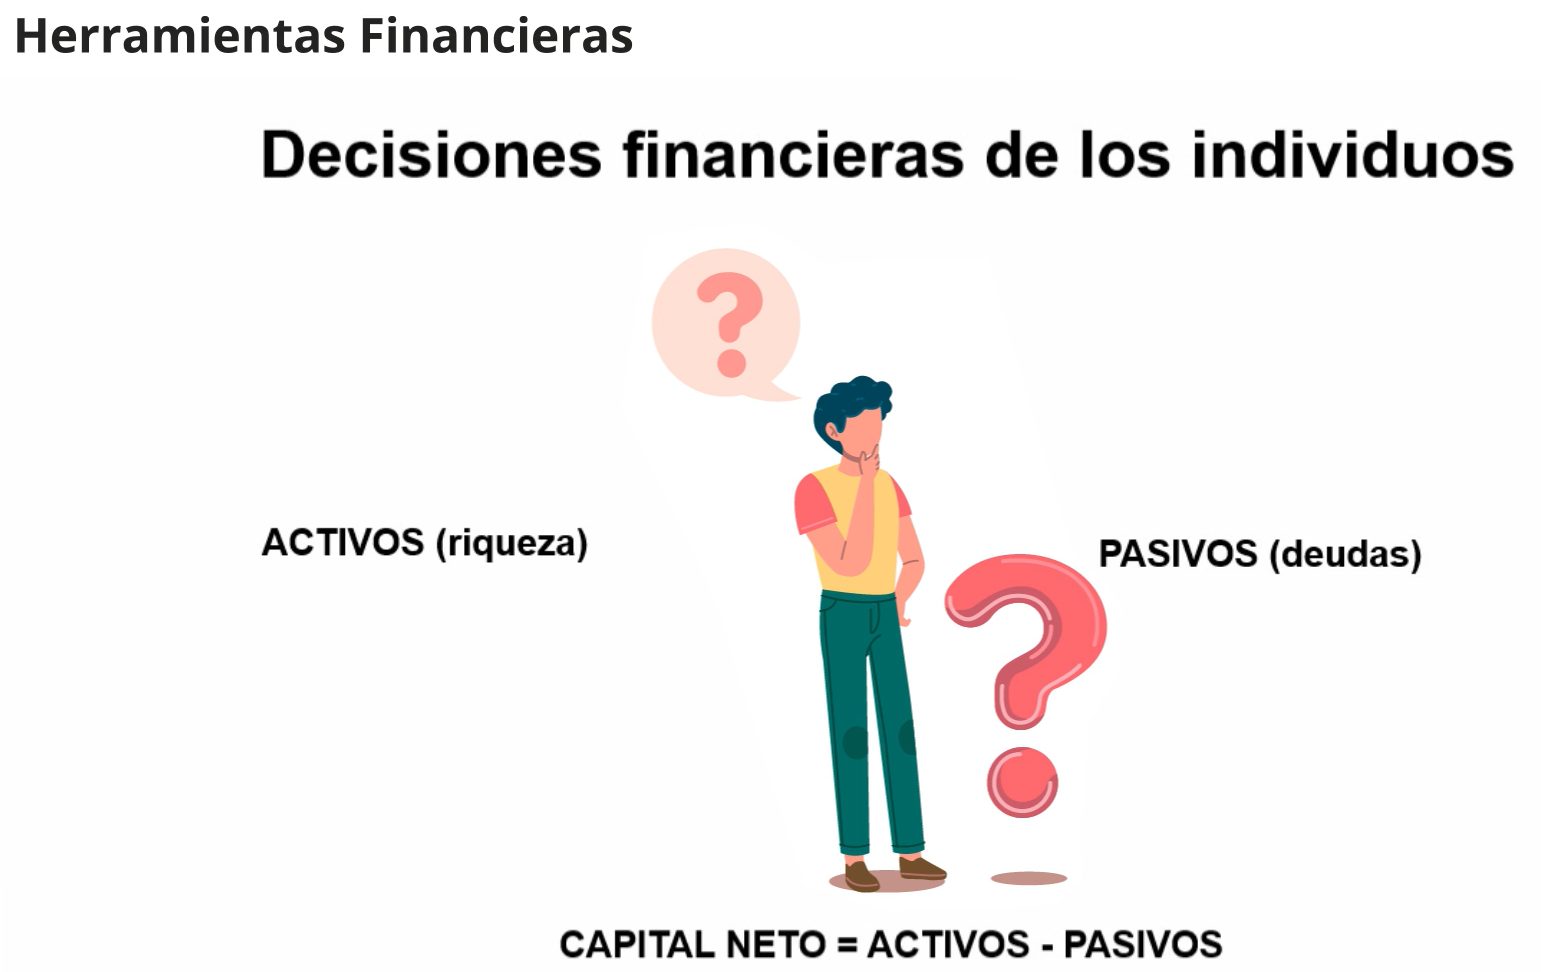 Herramientas Financieras
Decisiones financieras de los individuos
?
ACTIVOS (riqueza)
PASIVOS (deudas)
?
CAPITAL NETO = ACTIVOS - PASIVOS